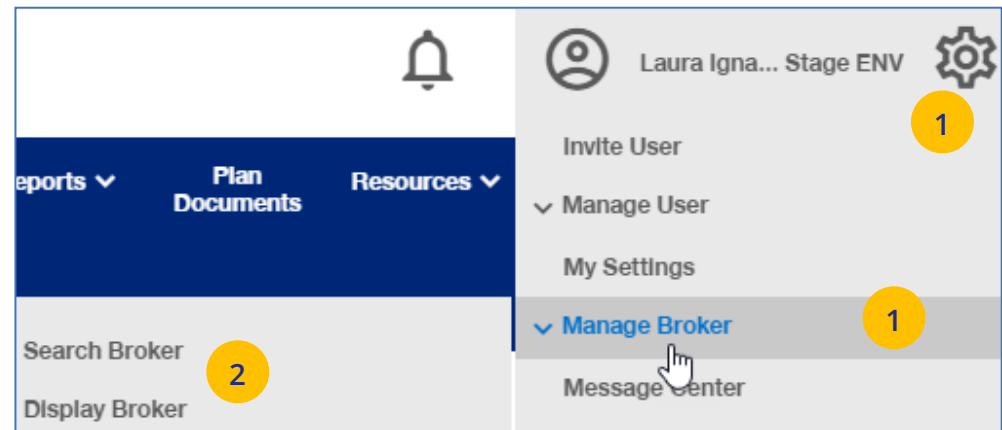 Laura Igna... Stage ENV
1
Invite User
eports
Plan
Documents
Resources
Manage User
My Settings
Manage Broker
1
Search Broker
2
Display Broker
Message Center